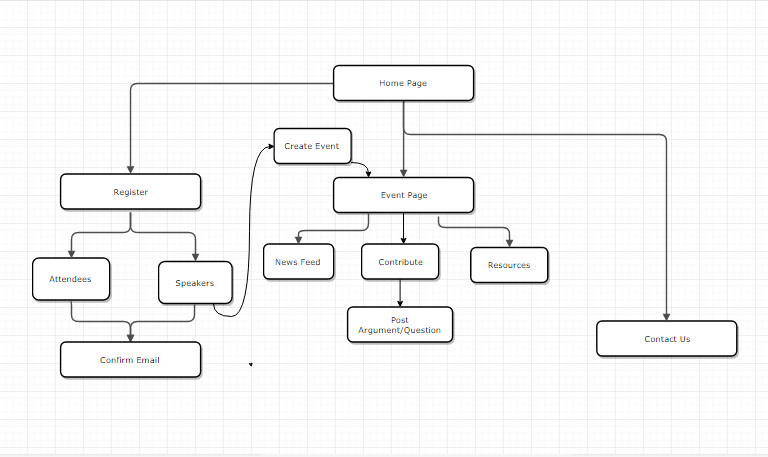 Home Page
Create Event
Register
Event Page
News Feed
Contribute
Resources
Attendees
Speakers
Post
Argument/Question
Contact Us
Confirm Email